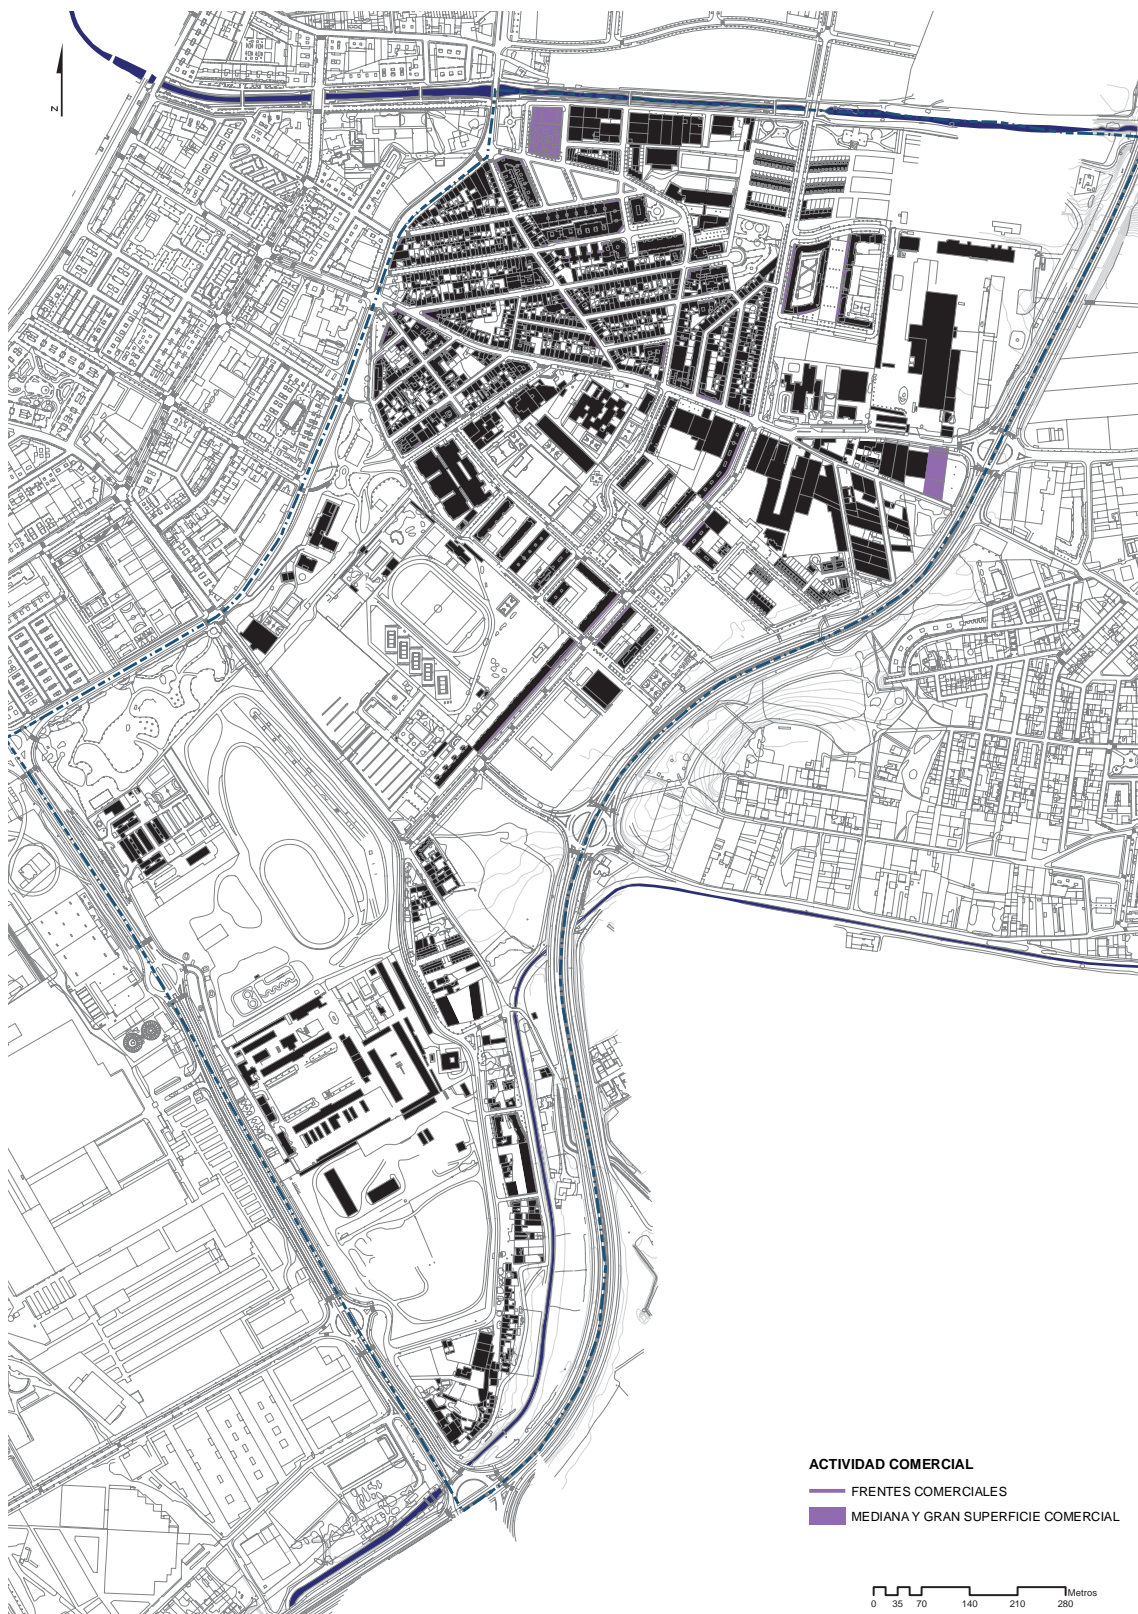 Z
ACTIVIDAD COMERCIAL
FRENTES COMERCIALES
MEDIANA Y GRAN SUPERFICIE COMERCIAL
Metros
0 35 70 140 210 280